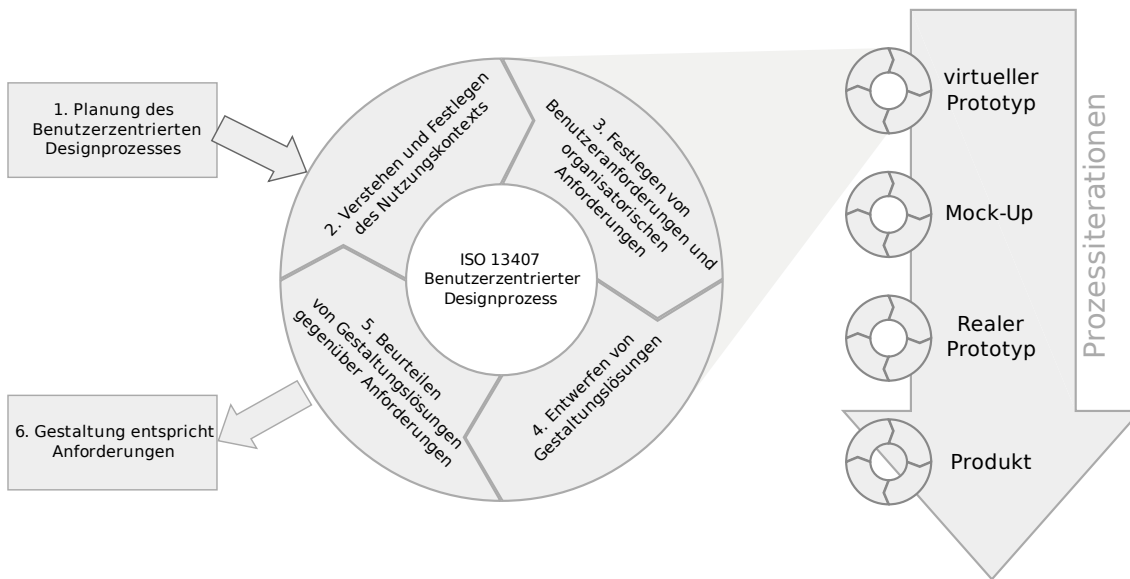 1. Planung des
Benutzerzentrierten
Designprozesses
2. Verstehen und Festlegen
des Nutzungskontexts
3. Festlegen von
Benutzeranforderungen und
organisatorischen
Anforderungen
4. Entwerfen von
Gestaltungslösungen
5. Beurteilen
von Gestaltungslösungen
gegenüber Anforderungen
6. Gestaltung entspricht
Anforderungen
ISO 13407
Benutzerzentrierter
Designprozess
virtueller
Prototyp
Mock-Up
Realer
Prototyp
Produkt
Prozessiterationen